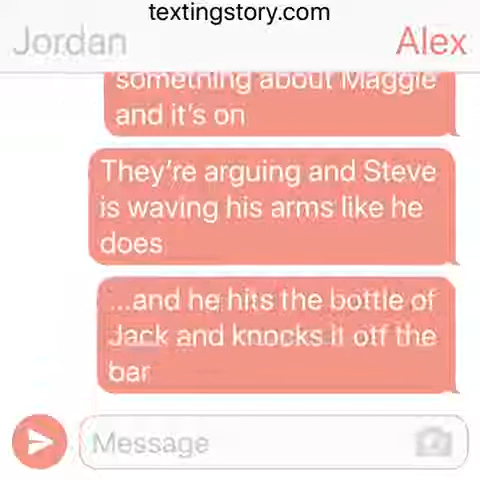 textingstory.com
Jordan Alex
something about Maggie
and it's on
They're arguing and Steve
is waving his arms like he
does
...and he hits the bottle of
Jack and knocks it off the
bar
Message